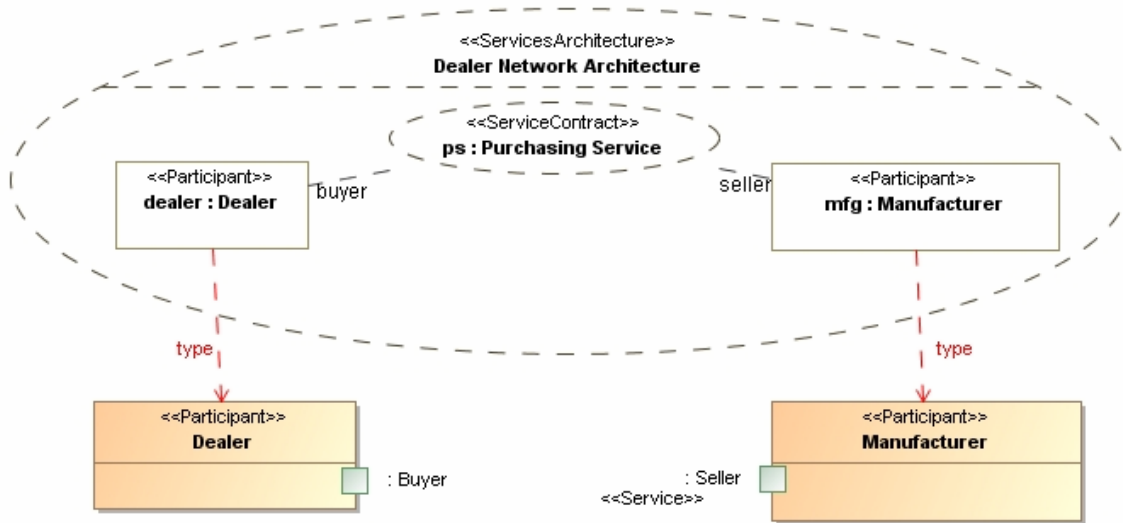 <<ServicesArchitecture>>
Dealer Network Architecture
<<ServiceContract>>
ps : Purchasing Service
<<Participant>>
dealer : Dealer
buyer
seller
<<Participant>>
mfg : Manufacturer
type
type
<<Participant>>
Dealer
: Buyer
<<Participant>>
Manufacturer
: Seller
<<Service>>